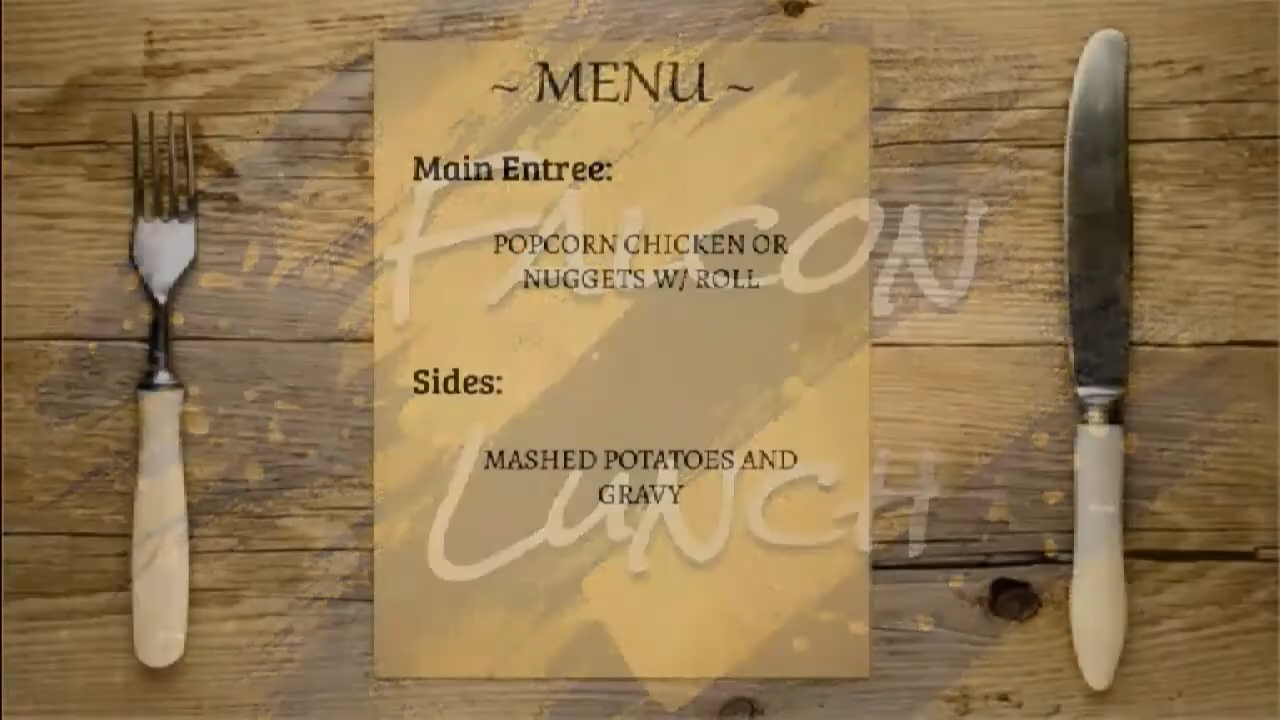 ~ MENU ~
Main Entree:
FALCON
POPCORN CHICKEN OR
NUGGETS W/ ROLL
Sides:
LUNCH
MASHED POTATOES AND
GRAVY